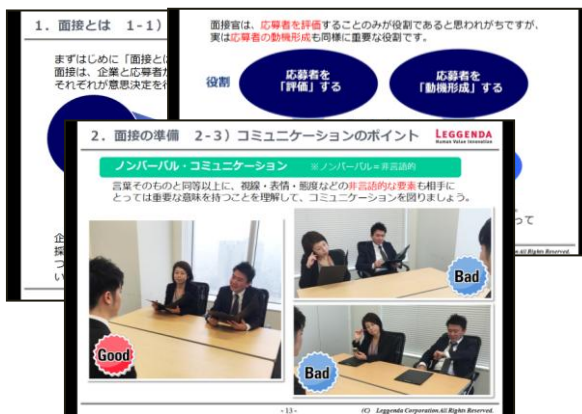 1. 面接とは 1-1）
まずはじめに「面接と
面接は、企業と応募者
それぞれが意思決定を
企
採
つ
い
面接官は、応募者を評価することのみが役割であると思われがちですが、
実は応募者の動機形成も同様に重要な役割です。
役割
応募者を
「評価」する
応募者を
「動機形成」する
って
All Rights Reserved.
2. 面接の準備 2-3）コミュニケーションのポイント
LEGGENDA
Human Value Innovation
ノンバーバル・コミュニケーション ※ノンバーバル＝非言語的
言葉そのものと同等以上に、視線・表情・態度などの非言語的な要素も相手に
とっては重要な意味を持つことを理解して、コミュニケーションを図りましょう。
Good
Bad
Bad
- 13 -
(C) Leggenda Corporation.All Rights Reserved.